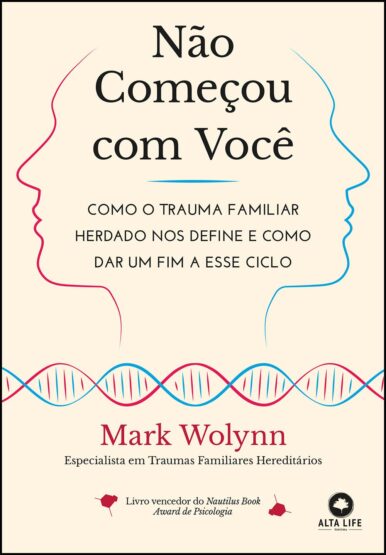 Não
Começou
com Você
COMO O TRAUMA FAMILIAR
HERDADO NOS DEFINE E COMO
DAR UM FIM A ESSE CICLO
Mark Wolynn
Especialista em Traumas Familiares Hereditários
Livro vencedor do Nautilus Book
Award de Psicologia
ALTA LIFE